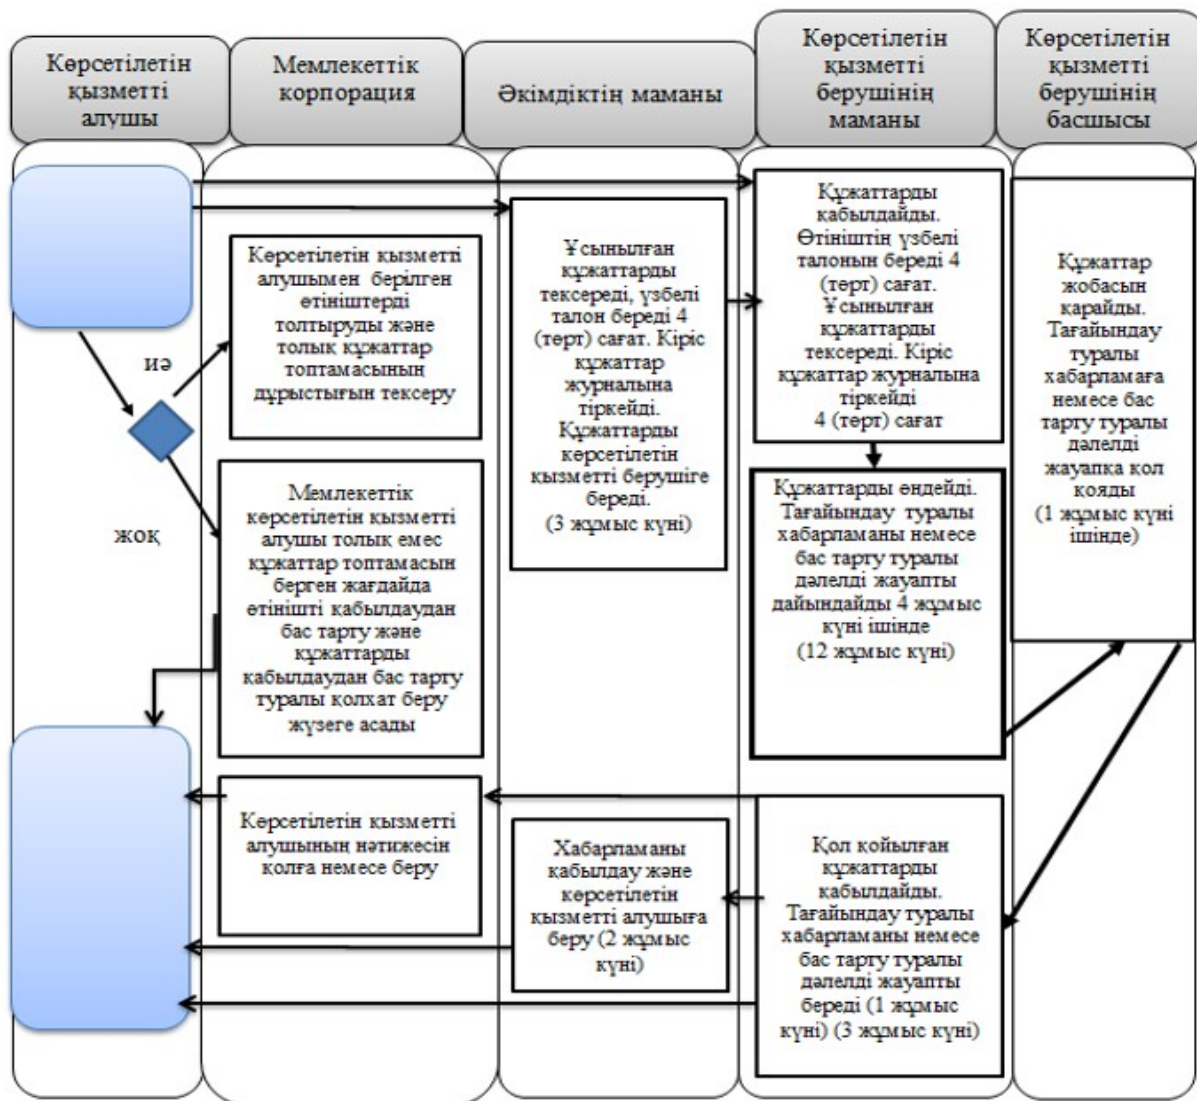 Көрсетілетін
қызметті
алушы
Мемлекеттік
корпорация
Әкімдіктің маманы
Көрсетілетін
қызметті
берушінің
маманы
Көрсетілетін
қызметті
берушінің
басшысы
Көрсетілетін қызметті
алушымен берілген
өтініштерді
толтыруды және
толық құжаттар
топтамасының
дұрыстығын тексеру
иә
жоқ
Мемлекеттік
көрсетілетін қызметті
алушы толық емес
құжаттар топтамасын
берген жағдайда
өтінішті қабылдаудан
бас тарту және
құжаттарды
қабылдаудан бас тарту
туралы қолхат беру
жүзеге асады
Көрсетілетін қызметті
алушының нәтижесін
қолға немесе беру
Ұсынылған
құжаттарды
тексереді, үзбелі
талон береді 4
(төрт) сағат. Кіріс
құжаттар
журналына
тіркейді.
Құжаттарды
көрсетілетін
қызметті берушіге
береді.
(3 жұмыс күні)
Хабарламаны
қабылдау және
көрсетілетін
қызметті алушыға
беру (2 жұмыс
күні)
Құжаттарды
қабылдайды.
Өтініштің үзбелі
талонын береді 4
(төрт) сағат.
Ұсынылған
құжаттарды
тексереді. Кіріс
құжаттар журналына
тіркейді
4 (төрт) сағат
Құжаттарды өндейді.
Тағайындау туралы
хабарламаны немесе
бас тарту туралы
дәлелді жауапты
дайындайды 4 жұмыс
күні ішінде
(12 жұмыс күні)
Қол қойылған
құжаттарды
қабылдайды.
Тағайындау туралы
хабарламаны немесе
бас тарту туралы
дәлелді жауапты
береді (1 жұмыс
күні) (3 жұмыс күні)
Құжаттар
жобасын
қарайды.
Тағайындау
туралы
хабарламаға
немесе бас
тарту туралы
дәлелді
жауапқа қол
қояды
(1 жұмыс күні
ішінде)